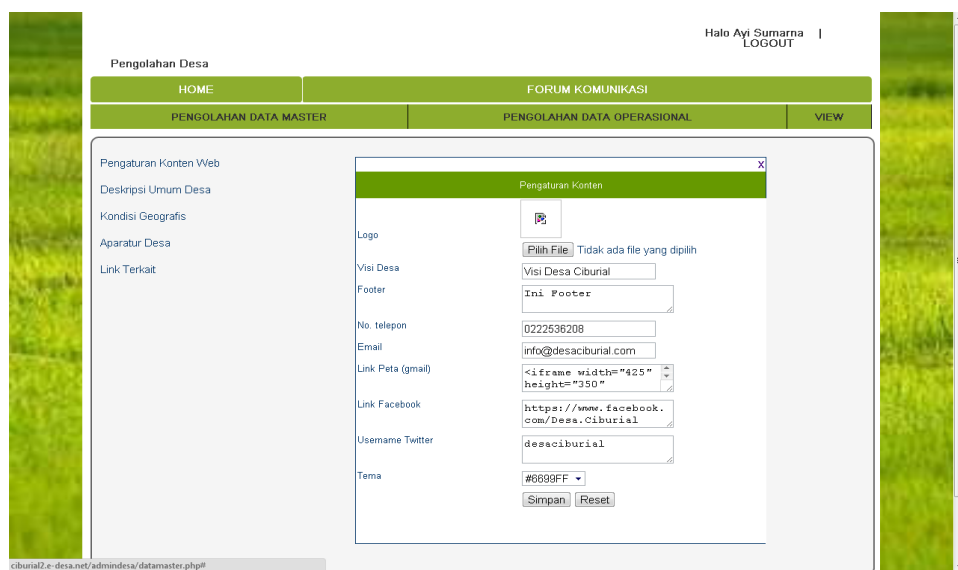 Halo Ayi Sumarna |
LOGOUT
Pengolahan Desa
HOME
FORUM KOMUNIKASI
PENGOLAHAN DATA MASTER
PENGOLAHAN DATA OPERASIONAL
VIEW
Pengaturan Konten Web
Deskripsi Umum Desa
Kondisi Geografis
Aparatur Desa
Link Terkait
X
Pengaturan Konten
Logo
Pilih File Tidak ada file yang dipilih
Visi Desa
Visi Desa Ciburial
Footer
Ini Footer
No. telepon
0222536208
Email
info@desaciburial.com
Link Peta (gmail)
<iframe width="425"
height="350"
Link Facebook
https://www.facebook.
com/Desa.Ciburial
Username Twitter
desaciburial
Tema
#6699FF
Simpan Reset
ciburial2.e-desa.net/admindesa/datamaster.php#